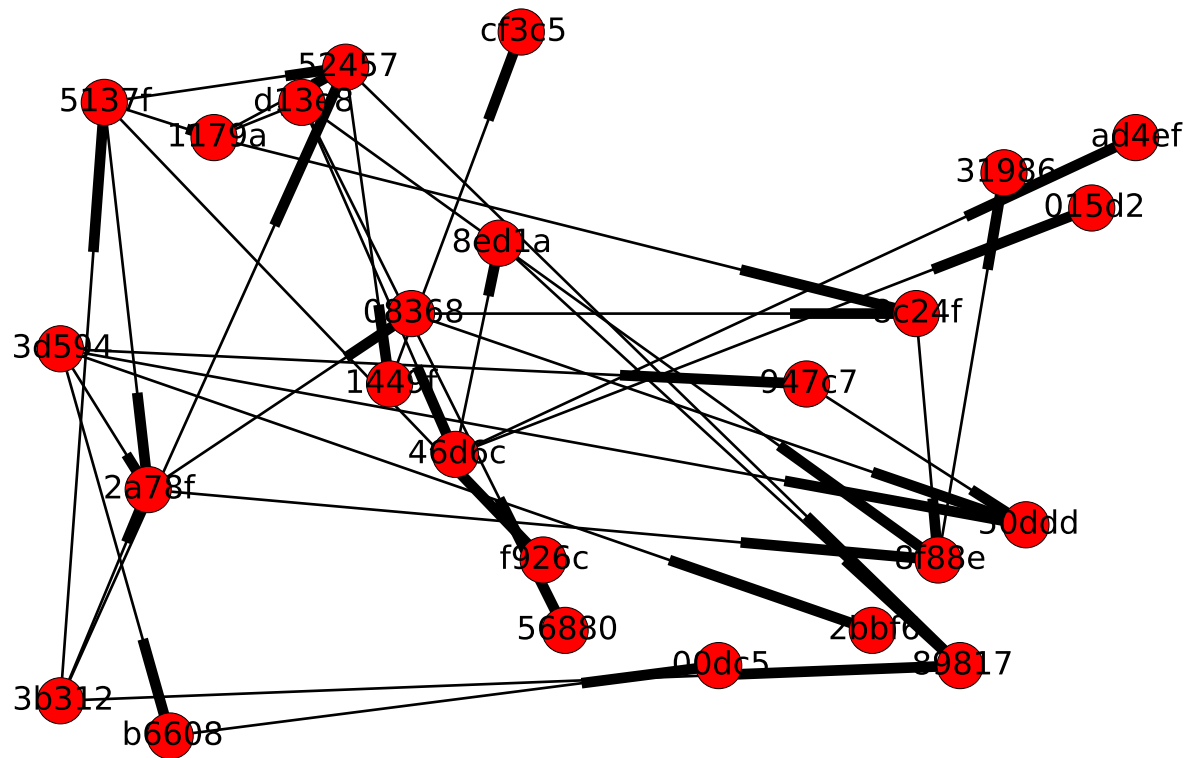 cf3c5
52457
5137f
d13e8
1179a
ad4ef
31986
015d2
8ed1a
08368
3c24f
3d594
1449f
947c7
46d6c
2a78f
50ddd
f926c
8f88e
56880
2bbf6
00dc5
89817
3b312
b6608